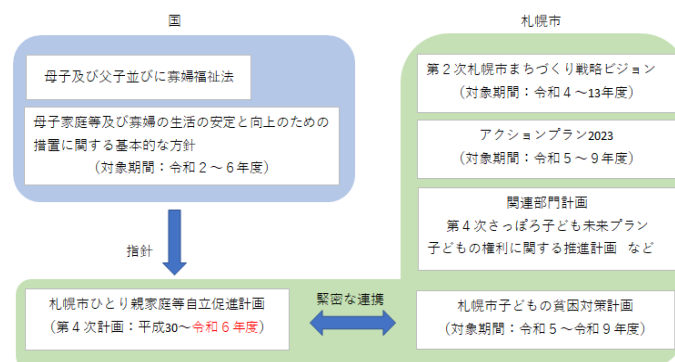 国
母子及び父子並びに寡婦福祉法
母子家庭等及び寡婦の生活の安定と向上のための
措置に関する基本的な方針
（対象期間：令和２～６年度）
指針
札幌市
第２次札幌市まちづくり戦略ビジョン
（対象期間：令和４～13年度）
アクションプラン2023
（対象期間：令和５～９年度）
関連部門計画
第４次さっぽろ子ども未来プラン
子どもの権利に関する推進計画　など
札幌市ひとり親家庭等自立促進計画
（第４次計画：平成30～令和６年度）
緊密な連携
札幌市子どもの貧困対策計画
（対象期間：令和５～令和９年度）